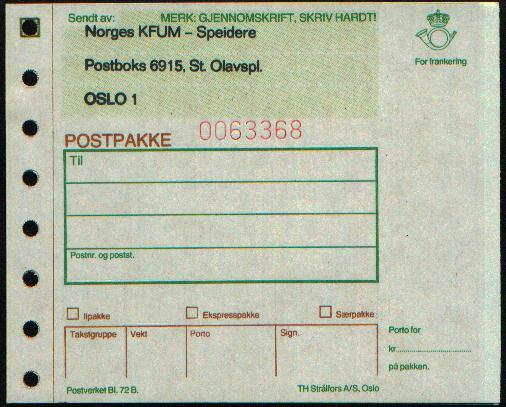 Sendt av: MERK: GJENNOMSKRIFT, SKRIV HARDT!
Norges KFUM – Speidere
Postboks 6915, St. Olavspl.
OSLO 1
For frankering
POSTPAKKE 0063368
Til
Postnr. og postst.
Ilpakke Ekspresspakke Særpakke
Takstgruppe Vekt Porto Sign.
Porto for
kr
på pakken.
Postverket Bl. 72 B. TH Strålfors A/S, Oslo